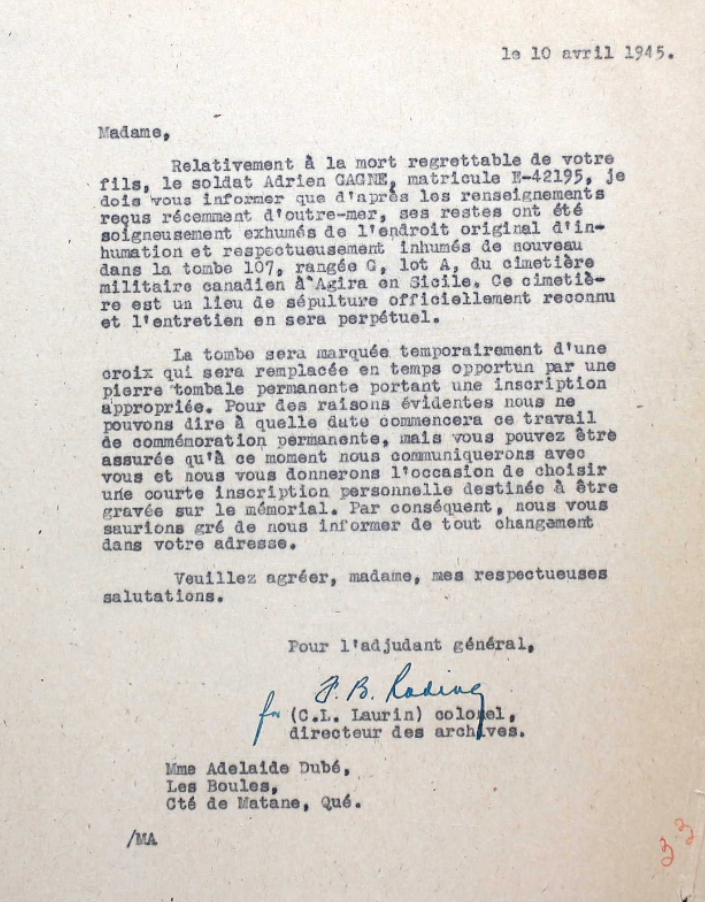 le 10 avril 1945.
Madame,
Relativement à la mort regrettable de votre
fils, le soldat Adrien GAGNE, matricule E-42195, je
dois vous informer que d'après les renseignements
reçus récemment d'outre-mer, ses restes ont été
soigneusement exhumés de l'endroit original d'in-
humation et respectueusement inhumés de nouveau
dans la tombe 107, rangée G, lot A, du cimetière
militaire canadien à Agira en Sicile. Ce cimetiè-
re est un lieu de sépulture officiellement reconnu
et l'entretien en sera perpétuel.
La tombe sera marquée temporairement d'une
croix qui sera remplacée en temps opportun par une
pierre tombale permanente portant une inscription
appropriée. Pour des raisons évidentes nous ne
pouvons dire à quelle date commencera ce travail
de commémoration permanente, mais vous pouvez être
assurée qu'à ce moment nous communiquerons avec
vous et nous vous donnerons l'occasion de choisir
une courte inscription personnelle destinée à être
gravée sur le mémorial. Par conséquent, nous vous
saurions gré de nous informer de tout changement
dans votre adresse.
Veuillez agréer, madame, mes respectueuses
salutations.
Pour l'adjudant général,
F. B.
for (C.L. Laurin) colonel,
directeur des archives.
Mme Adelaide Dubé,
Les Boules,
Cté de Matane, Qué.
/MA
33